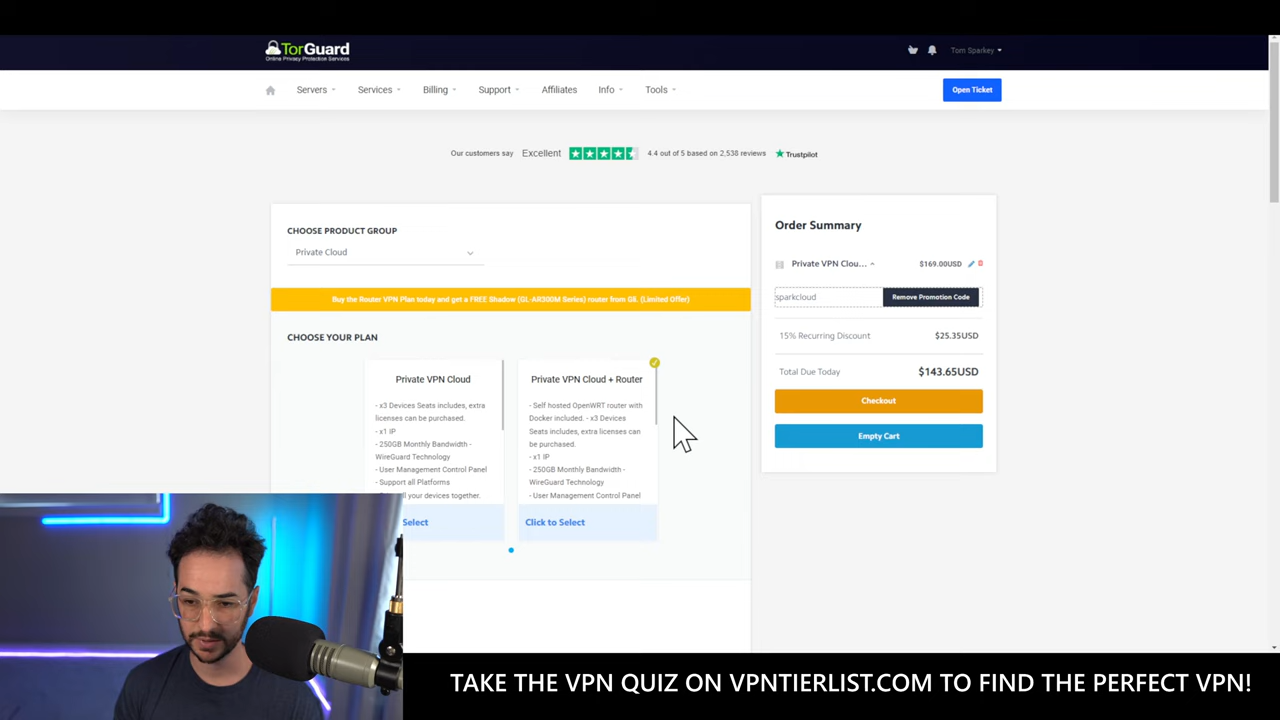 TorGuard
Online Privacy Protection Services
Tom Sparkey
Servers
Services
Billing
Support
Affiliates
Info
Tools
Open Ticket
Our customers say Excellent 4.4 out of 5 based on 2,538 reviews Trustpilot
CHOOSE PRODUCT GROUP
Private Cloud
Buy the Router VPN Plan today and get a FREE Shadow (GL-AR300M Series) router from G8. (Limited Offer)
CHOOSE YOUR PLAN
Private VPN Cloud
- x3 Devices Seats includes, extra
licenses can be purchased.
- x1 IP
- 250GB Monthly Bandwidth -
WireGuard Technology
- User Management Control Panel
- Support all Platforms
all your devices together.
Select
Private VPN Cloud + Router
- Self hosted OpenWRT router with
Docker included. - x3 Devices
Seats includes, extra licenses can
be purchased.
- x1 IP
- 250GB Monthly Bandwidth -
WireGuard Technology
- User Management Control Panel
Click to Select
Order Summary
Private VPN Clou... $169.00USD
sparkcloud Remove Promotion Code
15% Recurring Discount $25.35USD
Total Due Today $143.65USD
Checkout
Empty Cart
TAKE THE VPN QUIZ ON VPNTIERLIST.COM TO FIND THE PERFECT VPN!